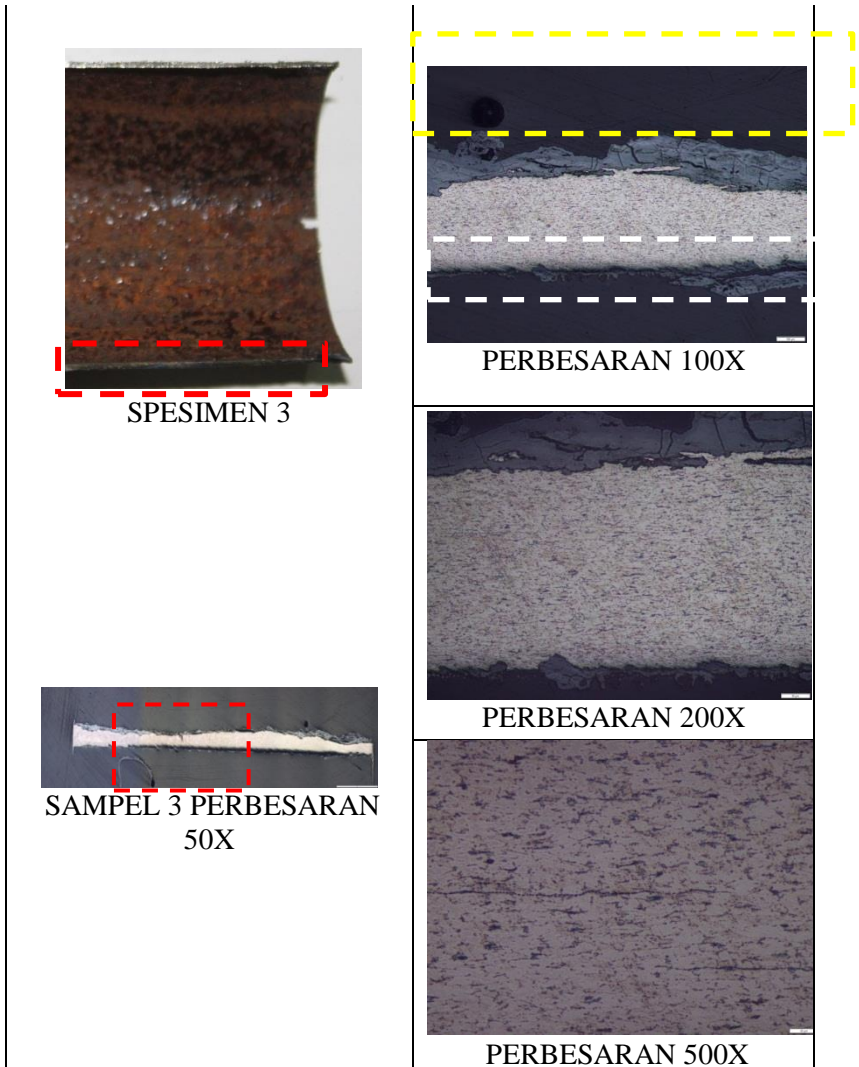 SPESIMEN 3
SAMPEL 3 PERBESARAN
50X
PERBESARAN 100X
PERBESARAN 200X
PERBESARAN 500X